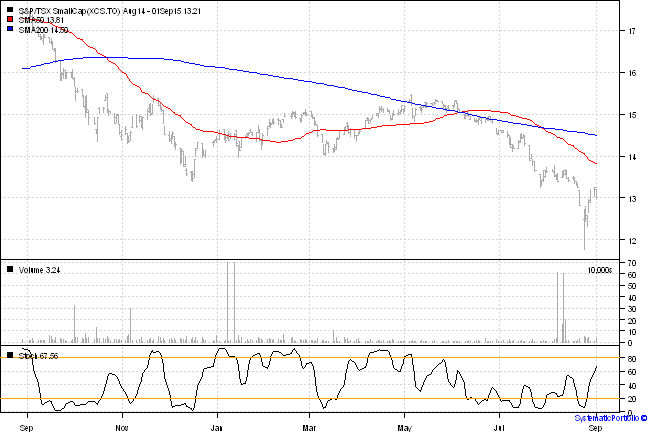 S&P/TSX SmallCap(XCS.TO) Aug14 - 01Sep15 13.21
SMA50 13.81
SMA200 14.50
17
16
15
14
13
12
Volume 3.24
10,000s
70
60
50
40
30
20
10
0
Stoch 67.56
80
60
40
20
0
Sep Nov Jan Mar May Jul Sep
SystematicPortfolio ©